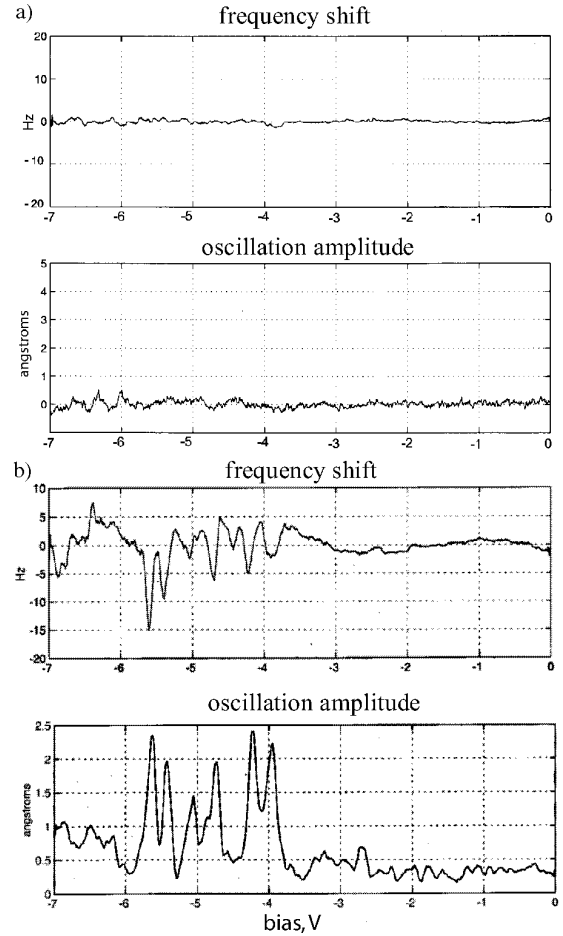 a)
frequency shift
20
10
0
-10
-20
Hz
-7 -6 -5 -4 -3 -2 -1 0
oscillation amplitude
5
4
3
2
1
0
angstroms
-7 -6 -5 -4 -3 -2 -1 0
b)
frequency shift
10
5
0
-5
-10
-15
-20
Hz
-7 -6 -5 -4 -3 -2 -1 0
oscillation amplitude
2.5
2
1.5
1
0.5
0
angstroms
-7 -6 -5 -4 -3 -2 -1 0
bias, V